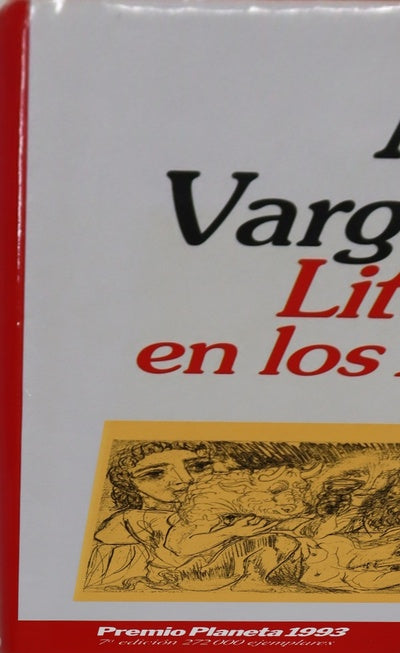 Varg
Lit
en los
Premio Planeta 1993
7ª edición 272 000 ejemplares